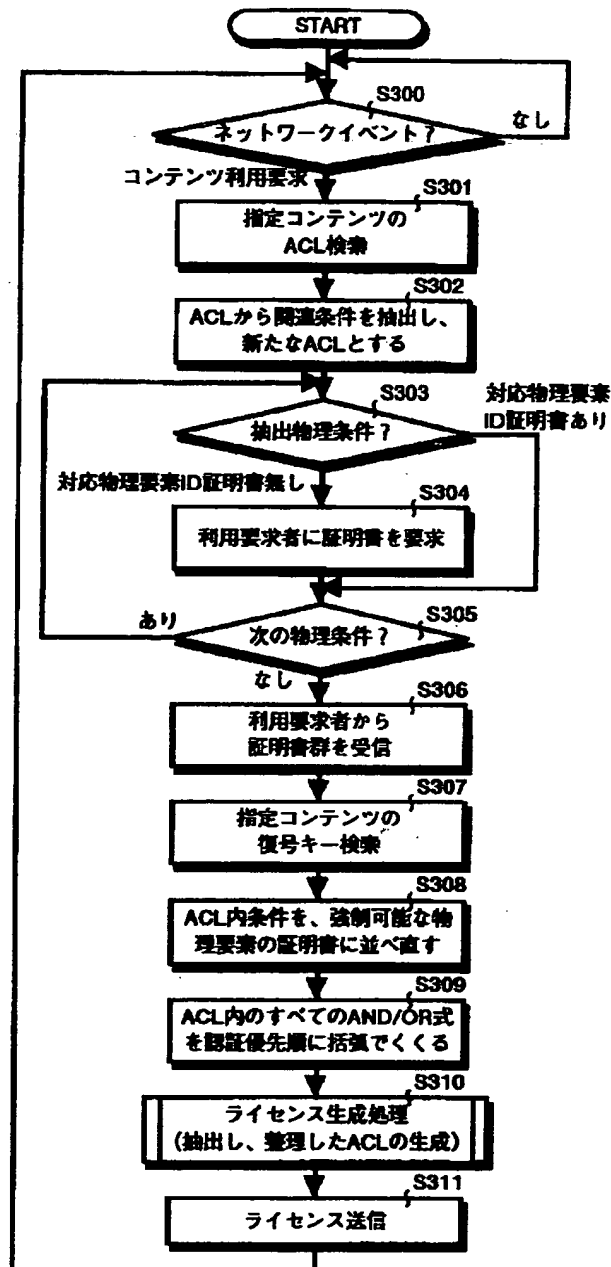 START
S300
ネットワークイベント？
なし
コンテンツ利用要求
S301
指定コンテンツの
ACL検索
S302
ACLから関連条件を抽出し、
新たなACLとする
S303
対応物理要素
ID証明書あり
抽出物理条件？
対応物理要素ID証明書無し
S304
利用要求者に証明書を要求
S305
あり
次の物理条件？
なし
S306
利用要求者から
証明書群を受信
S307
指定コンテンツの
復号キー検索
S308
ACL内条件を、強制可能な物
理要素の証明書に並べ直す
S309
ACL内のすべてのAND/OR式
を認証優先順に括弧でくくる
S310
ライセンス生成処理
（抽出し、整理したACLの生成）
S311
ライセンス送信